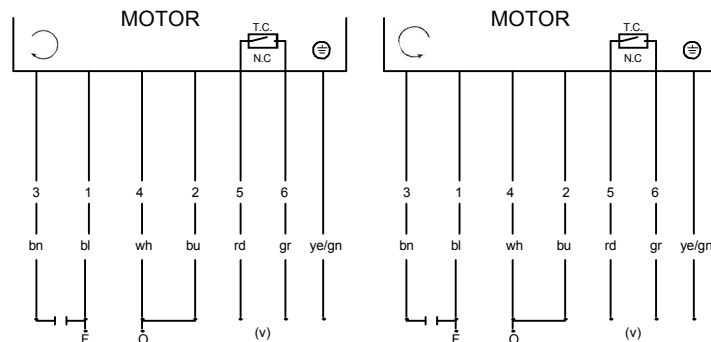 MOTOR
T.C.
N.C
3 1 4 2 5 6
bn bl wh bu rd gr ye/gn
F O (v)
MOTOR
T.C.
N.C
3 1 4 2 5 6
bn bl wh bu rd gr ye/gn
F O (v)